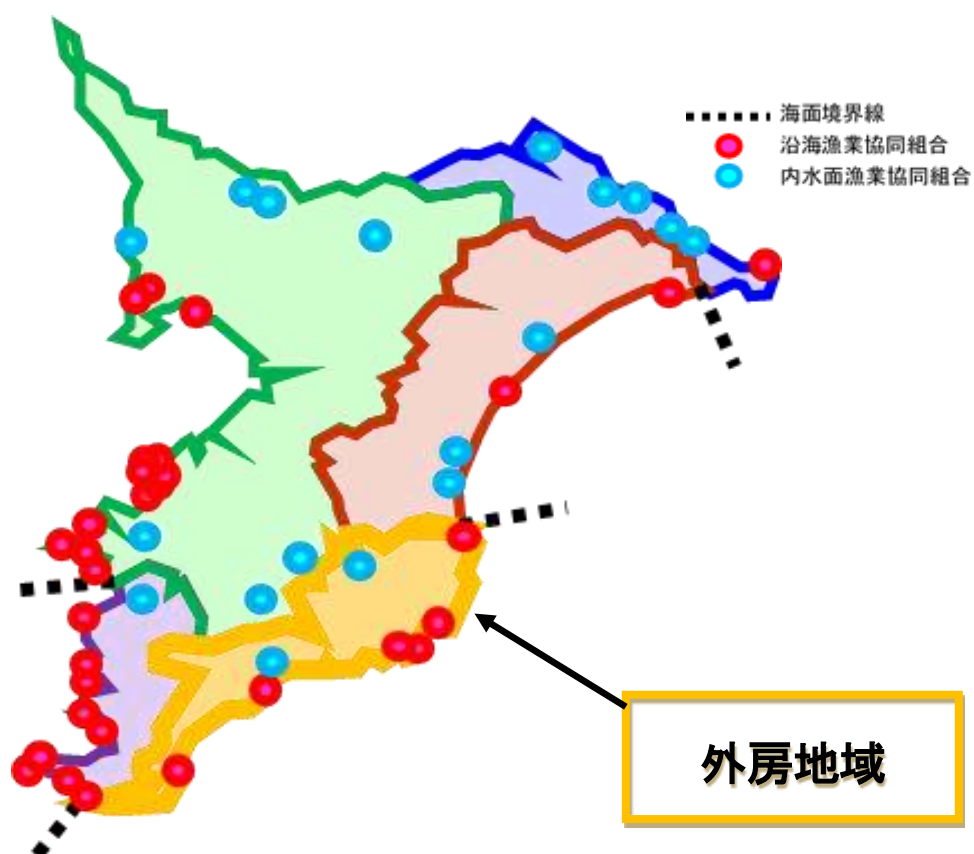 海面境界線
沿海漁業協同組合
内水面漁業協同組合
外房地域